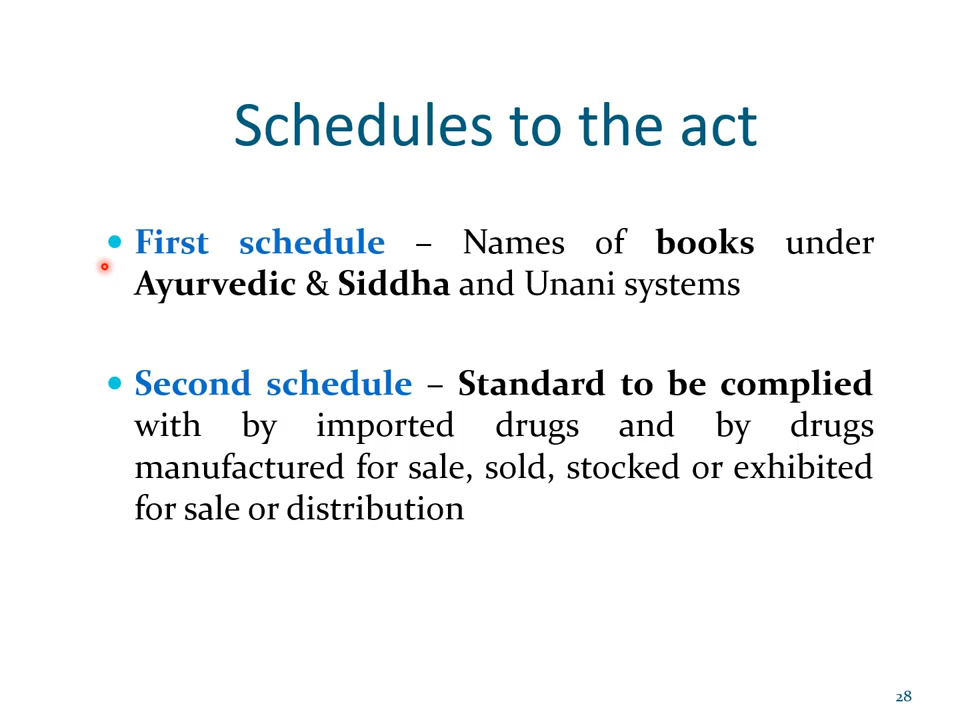 Schedules to the act
• First schedule – Names of books under
Ayurvedic & Siddha and Unani systems
• Second schedule – Standard to be complied
with by imported drugs and by drugs
manufactured for sale, sold, stocked or exhibited
for sale or distribution
28